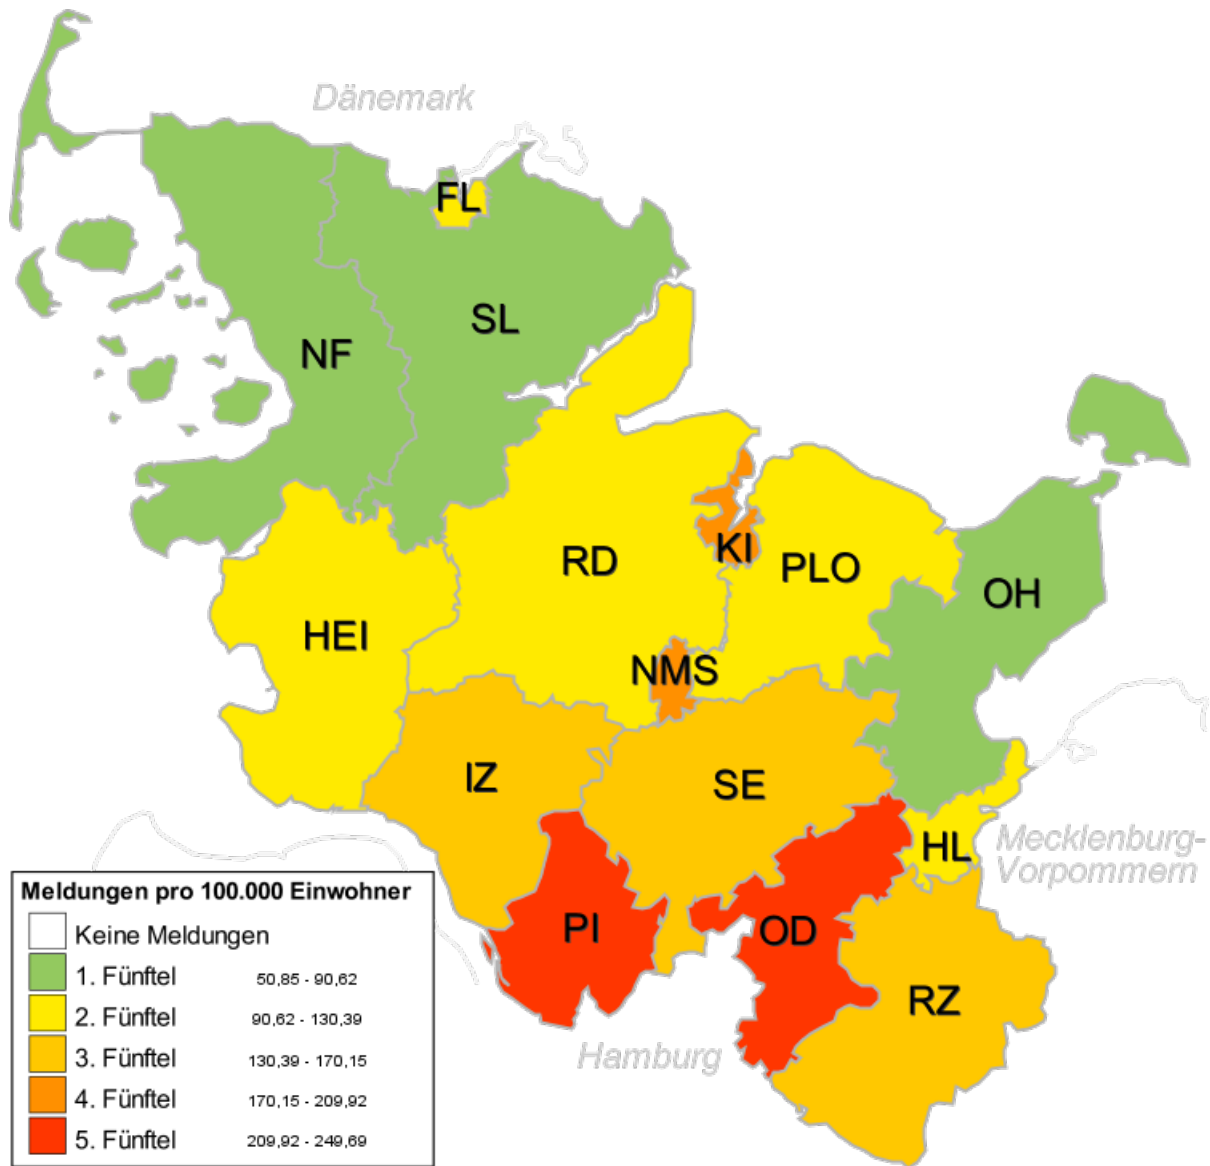 Dänemark
FL
SL
NF
RD
KI
PLO
OH
HEI
NMS
IZ
SE
HL
Mecklenburg-
Vorpommern
PI
OD
RZ
Hamburg
Meldungen pro 100.000 Einwohner
Keine Meldungen
1. Fünftel 50,85 - 90,62
2. Fünftel 90,62 - 130,39
3. Fünftel 130,39 - 170,15
4. Fünftel 170,15 - 209,92
5. Fünftel 209,92 - 249,69